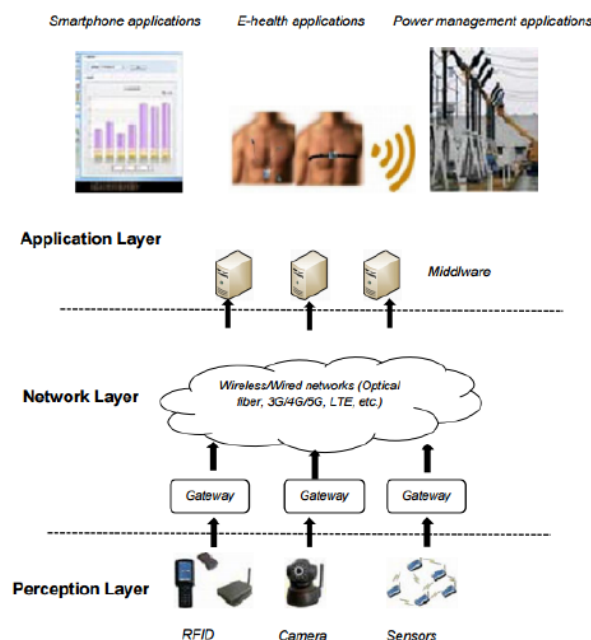 Smartphone applications
E-health applications
Power management applications
Application Layer
Middlware
Wireless/Wired networks (Optical
fiber, 3G/4G/5G, LTE, etc.)
Network Layer
Gateway
Gateway
Gateway
Perception Layer
RFID
Camera
Sensors